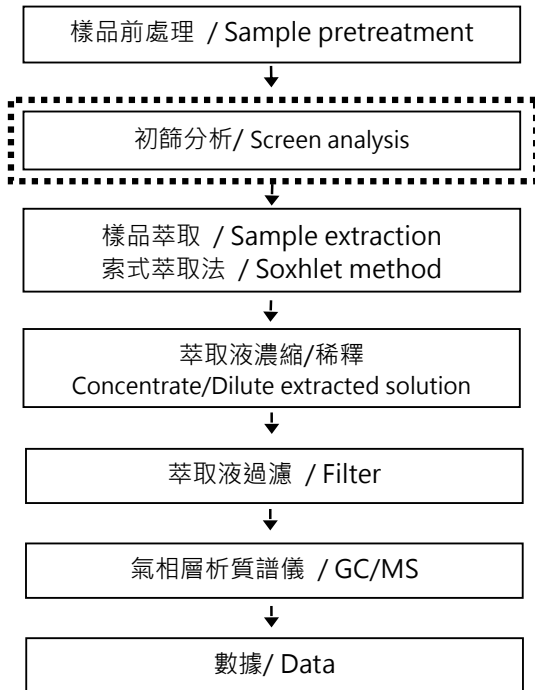 樣品前處理 / Sample pretreatment
初篩分析/ Screen analysis
樣品萃取 / Sample extraction
索式萃取法 / Soxhlet method
萃取液濃縮/稀釋
Concentrate/Dilute extracted solution
萃取液過濾 / Filter
氣相層析質譜儀 / GC/MS
數據/ Data